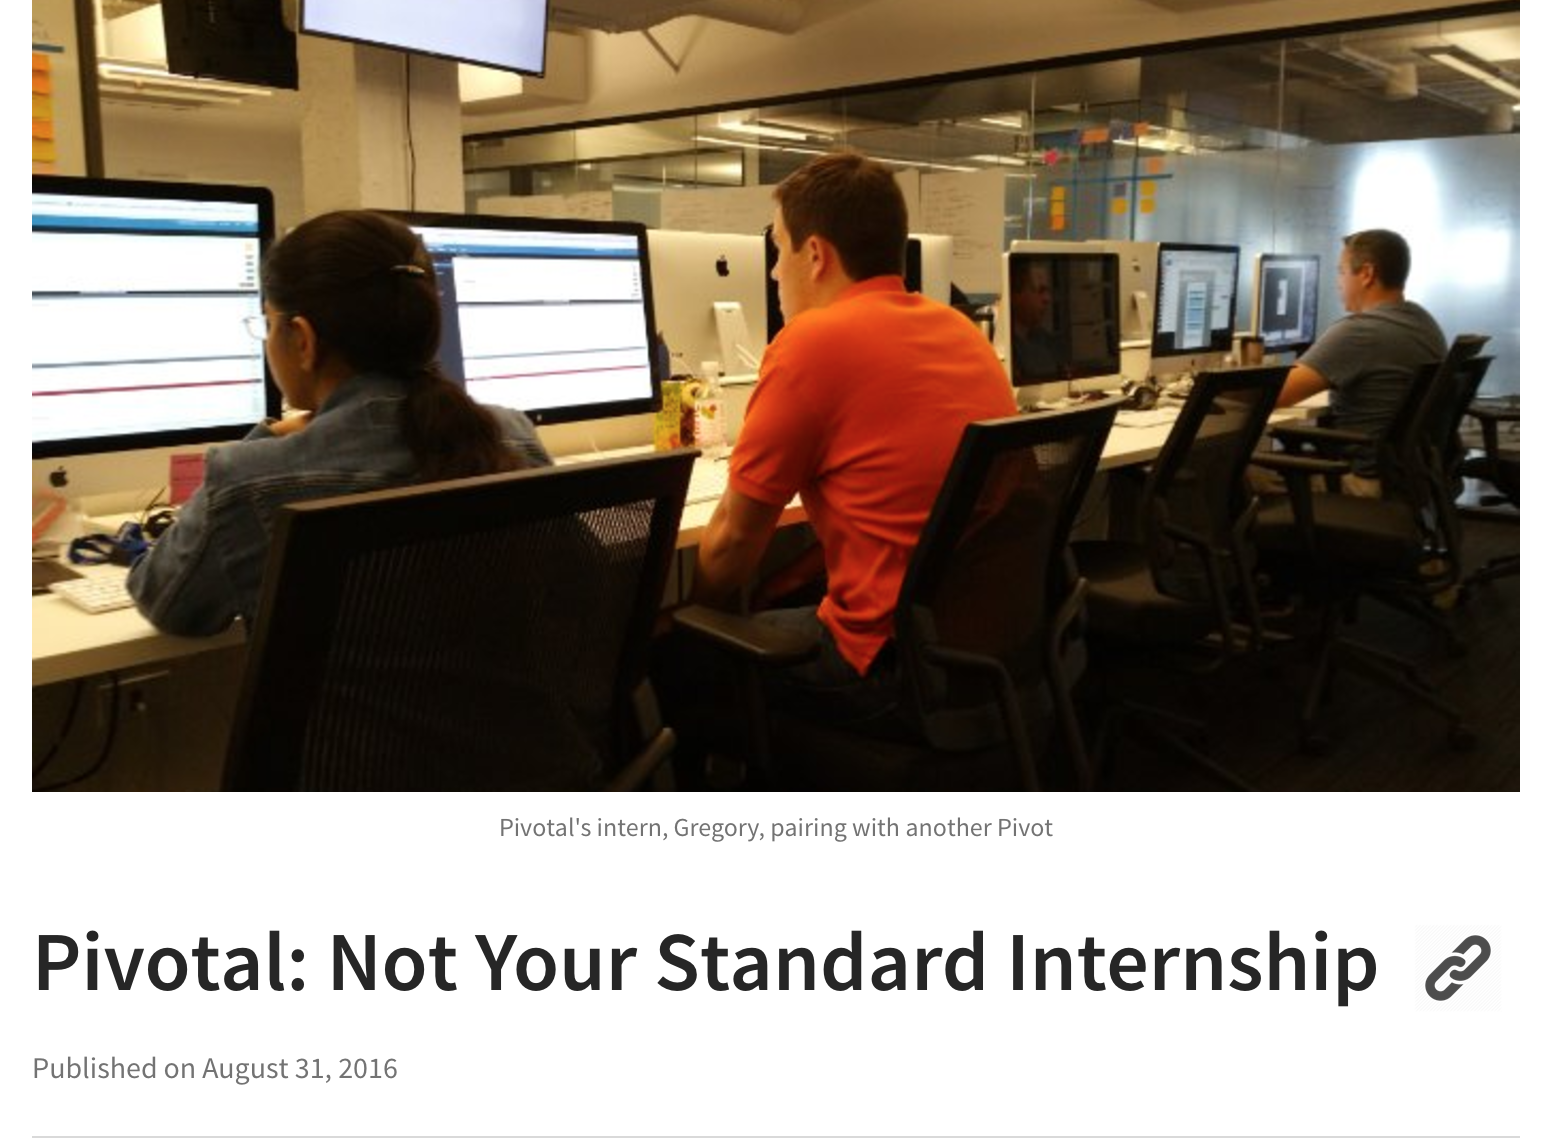 Pivotal's intern, Gregory, pairing with another Pivot
Pivotal: Not Your Standard Internship
Published on August 31, 2016